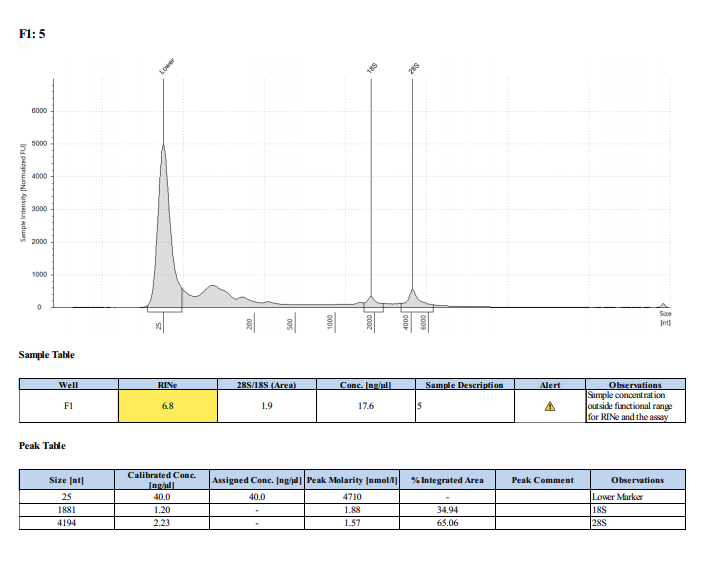 F1: 5
Lower
18S
28S
Sample Intensity [Normalized FU]
6000
5000
4000
3000
2000
1000
0
25
200
500
1000
2000
4000
6000
Size
[nt]
Sample Table
Well RINe 28S/18S (Area) Conc. [ng/µl] Sample Description Alert Observations
F1 6.8 1.9 17.6 5 Sample concentration
outside functional range
for RINe and the assay
Peak Table
Size [nt] Calibrated Conc. [ng/µl] Assigned Conc. [ng/µl] Peak Molarity [nmol/l] % Integrated Area Peak Comment Observations
25 40.0 40.0 4710 - Lower Marker
1881 1.20 - 1.88 34.94 18S
4194 2.23 - 1.57 65.06 28S